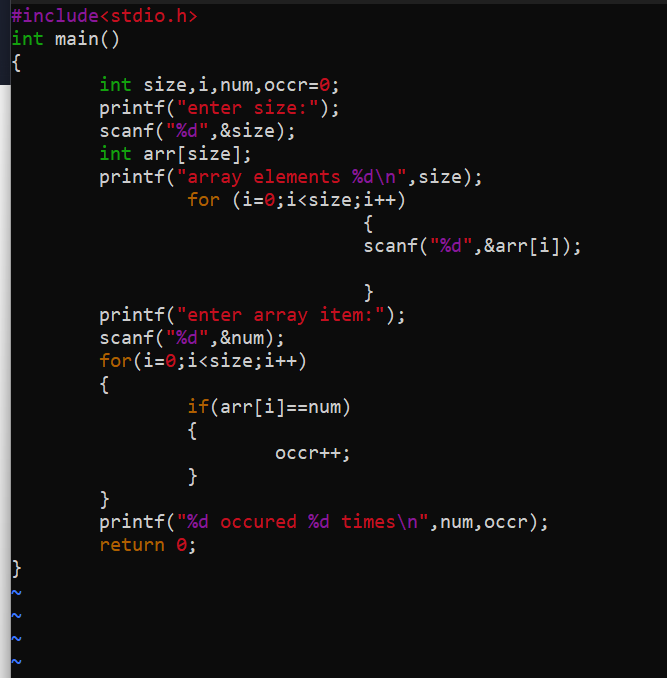 #include<stdio.h>
int main()
{
        int size,i,num,occr=0;
        printf("enter size:");
        scanf("%d",&size);
        int arr[size];
        printf("array elements %d\n",size);
                for (i=0;i<size;i++)
                                {
                                scanf("%d",&arr[i]);

                                }
        printf("enter array item:");
        scanf("%d",&num);
        for(i=0;i<size;i++)
        {
                if(arr[i]==num)
                {
                        occr++;
                }
        }
        printf("%d occured %d times\n",num,occr);
        return 0;
}
~
~
~
~